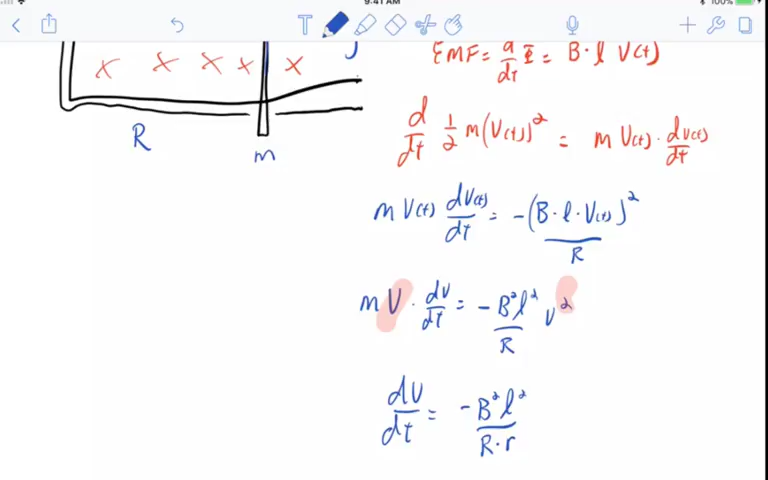 9:41 AM
100%
T
x x x x x
R
m
EMF = d/dt Φ = B · l V(t)
d/dt 1/2 m(V(t))^2 = m V(t) · dV(t)/dt
m V(t) dV(t)/dt = -(B · l · V(t))^2/R
m V · dV/dt = -B^2 l^2/R V^2
dV/dt = -B^2 l^2/R · r